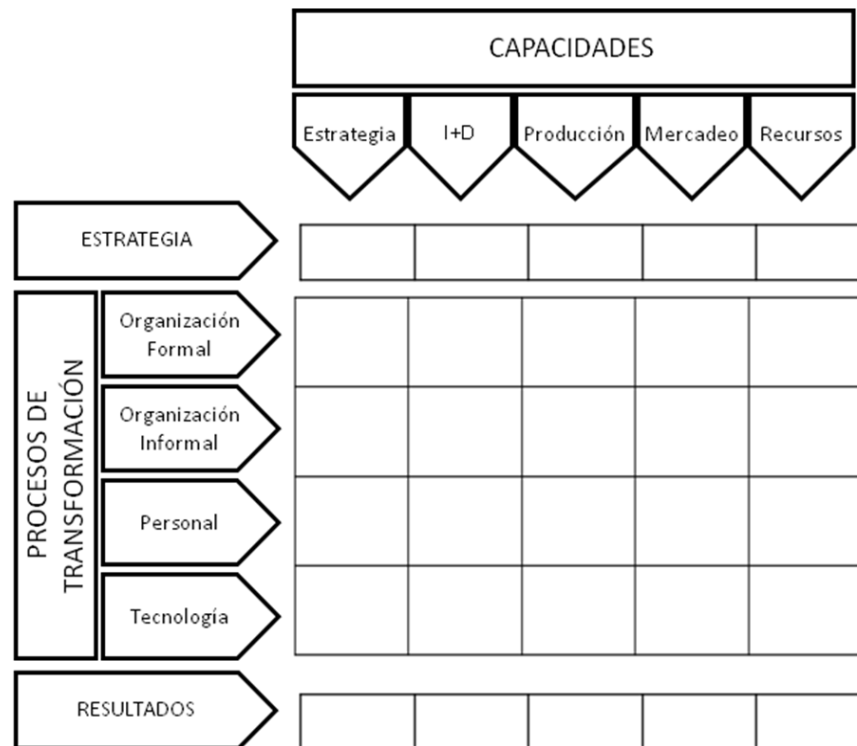 CAPACIDADES
Estrategia
I+D
Producción
Mercadeo
Recursos
ESTRATEGIA
PROCESOS DE
TRANSFORMACIÓN
Organización
Formal
Organización
Informal
Personal
Tecnología
RESULTADOS